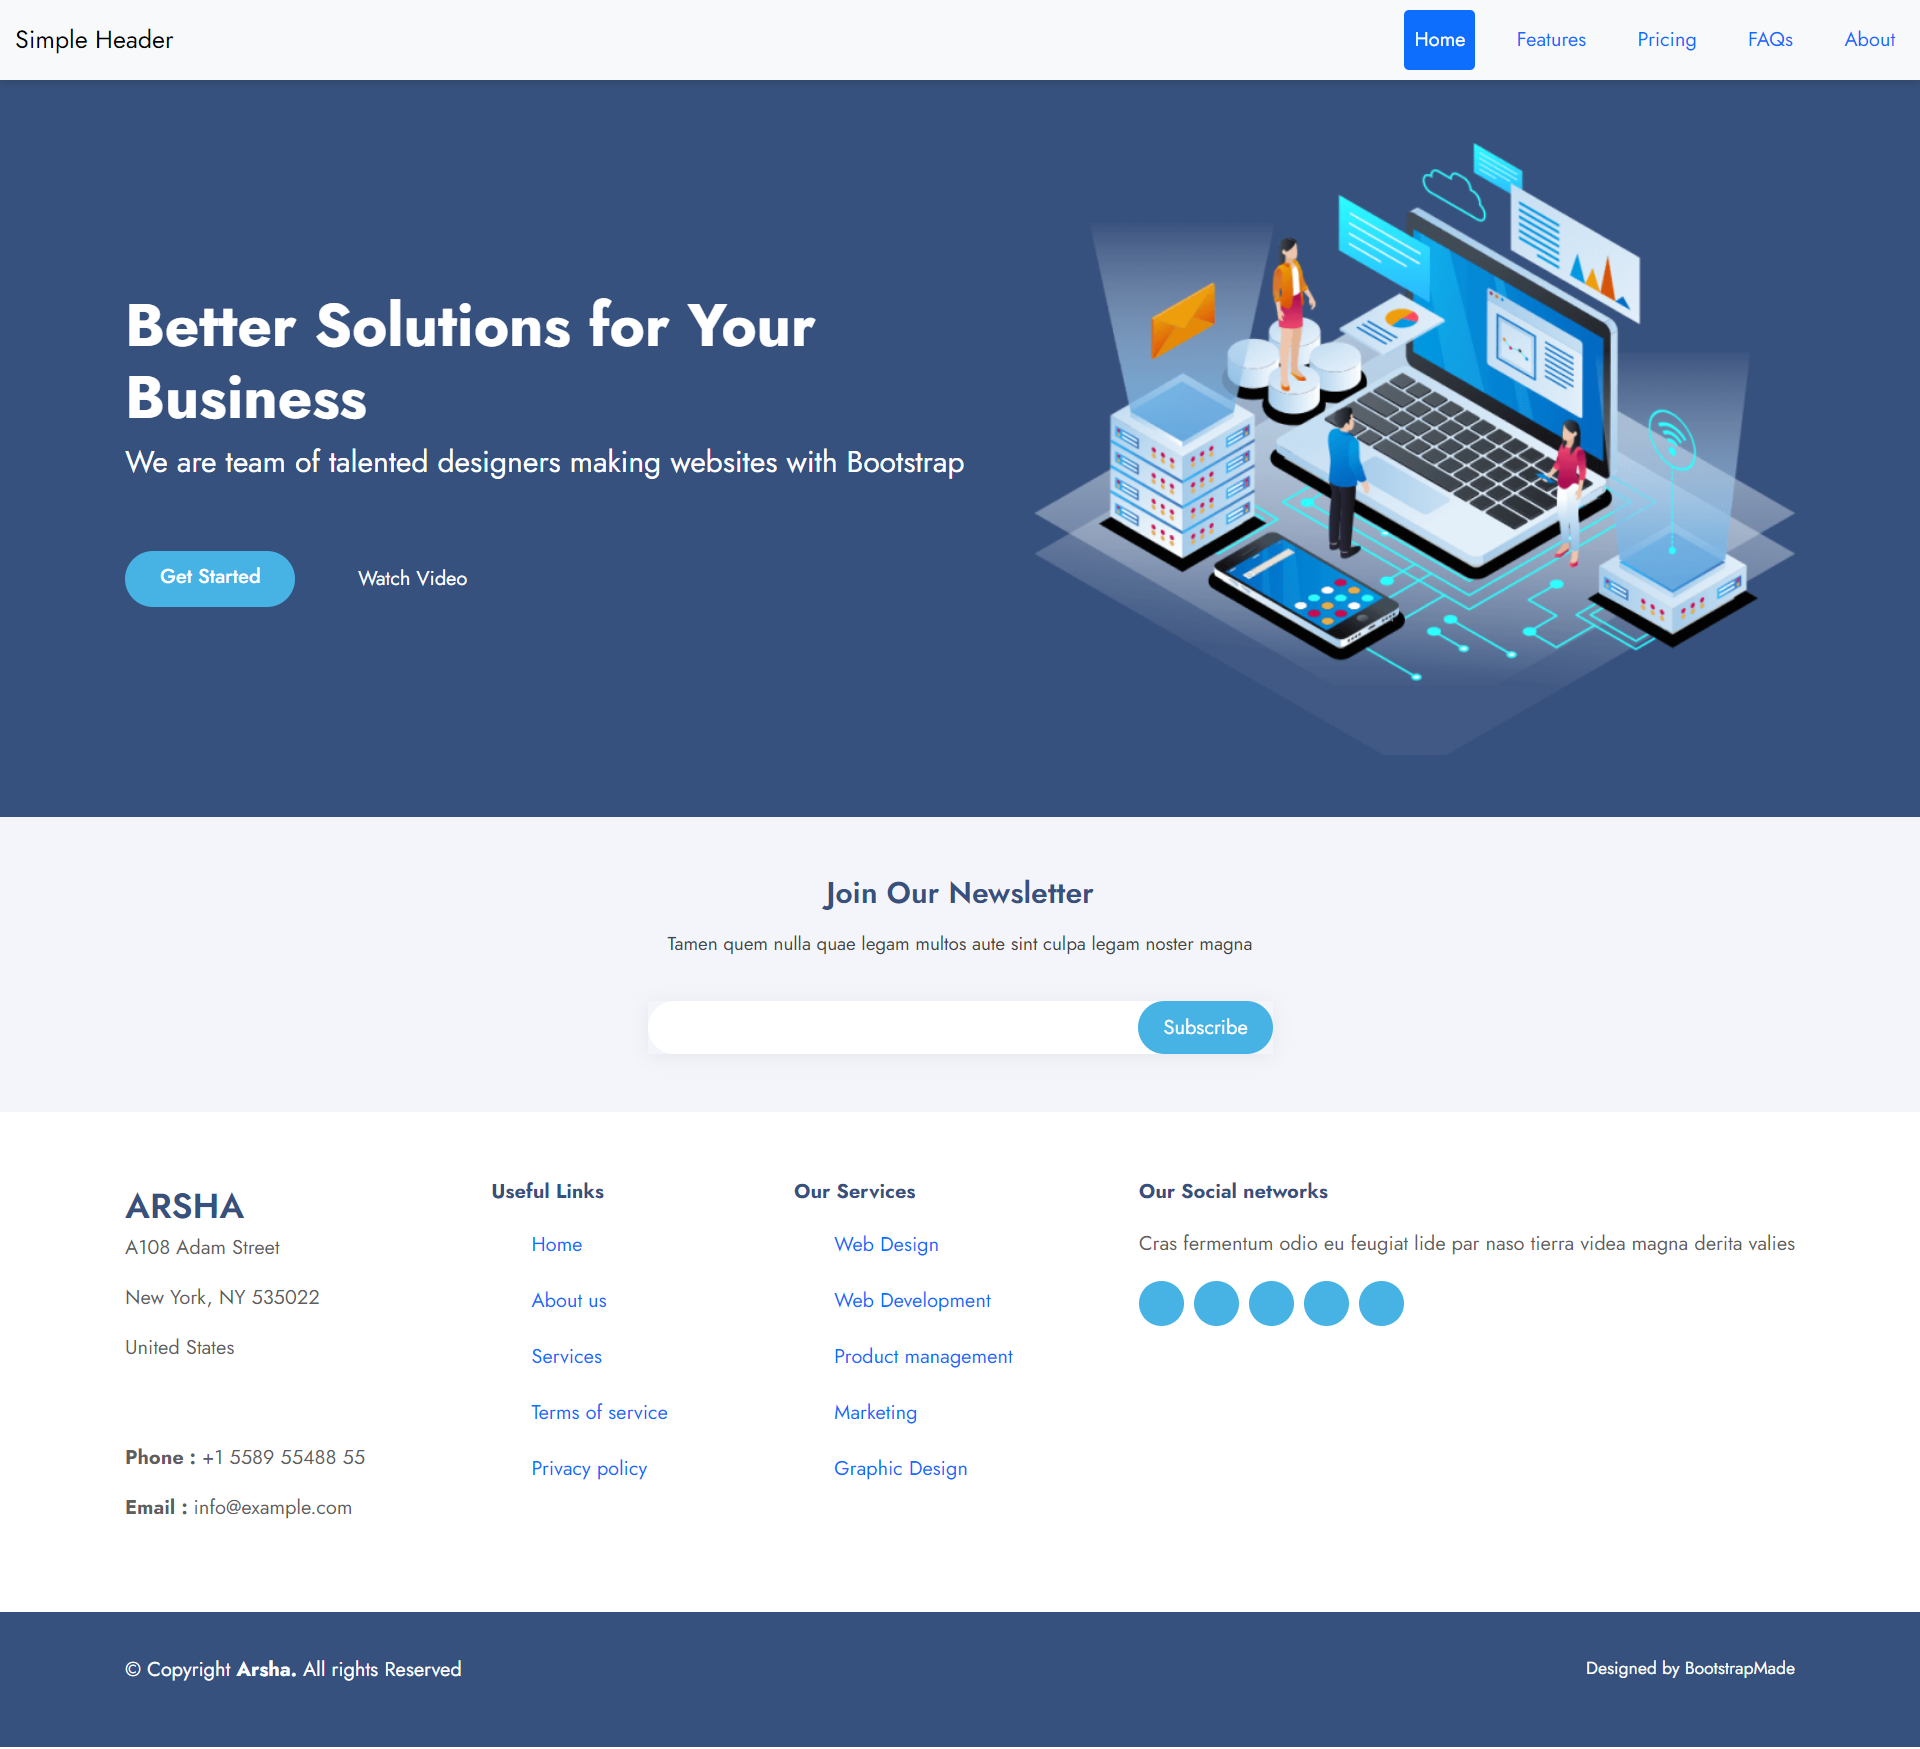 Simple Header
Home
Features
Pricing
FAQs
About
Better Solutions for Your
Business
We are team of talented designers making websites with Bootstrap
Get Started
Watch Video
Join Our Newsletter
Tamen quem nulla quae legam multos aute sint culpa legam noster magna
Subscribe
ARSHA
A108 Adam Street
New York, NY 535022
United States
Phone : +1 5589 55488 55
Email : info@example.com
Useful Links
Home
About us
Services
Terms of service
Privacy policy
Our Services
Web Design
Web Development
Product management
Marketing
Graphic Design
Our Social networks
Cras fermentum odio eu feugiat lide par naso tierra videa magna derita valies
© Copyright Arsha. All rights Reserved
Designed by BootstrapMade